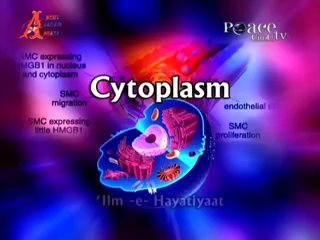 Peace
TV
SMC expressing
HMGB1 in nucleus
and cytoplasm
Cytoplasm
SMC
migration
endothelial
SMC expressing
little HMGB1
SMC
proliferation
'Ilm -e- Hayatiyaat